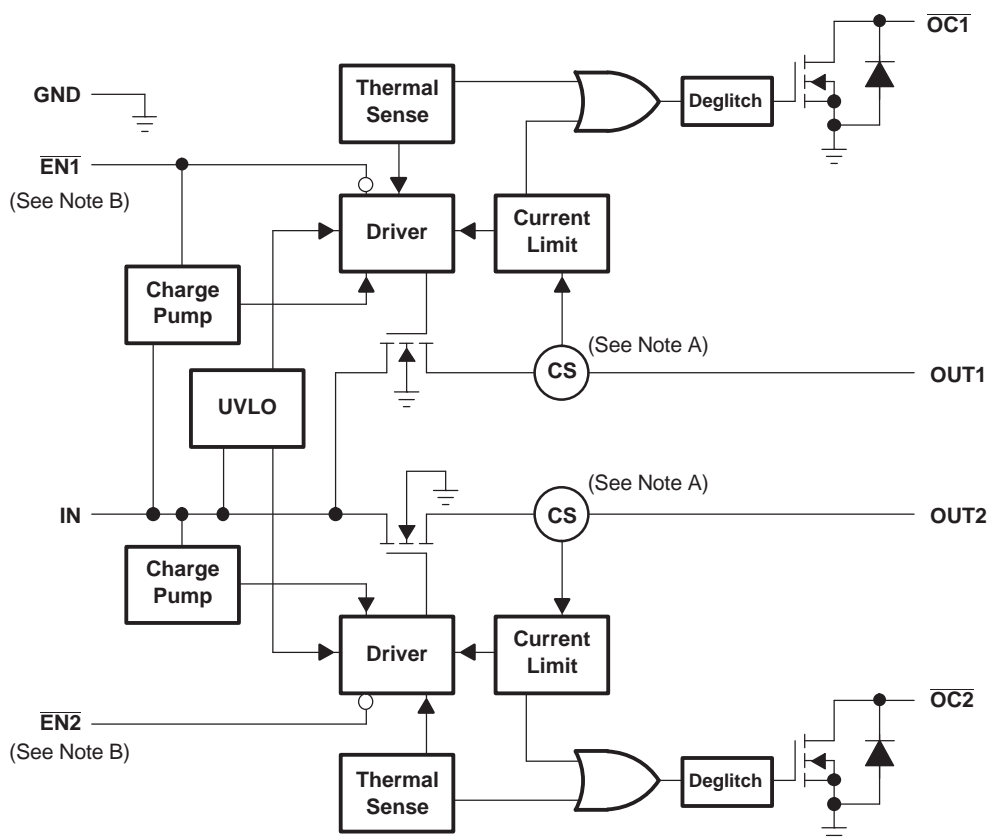 OC1
Thermal
Sense
Deglitch
GND
EN1
(See Note B)
Driver
Current
Limit
Charge
Pump
(See Note A)
CS
OUT1
UVLO
(See Note A)
IN
CS
OUT2
Charge
Pump
Driver
Current
Limit
EN2
(See Note B)
OC2
Thermal
Sense
Deglitch